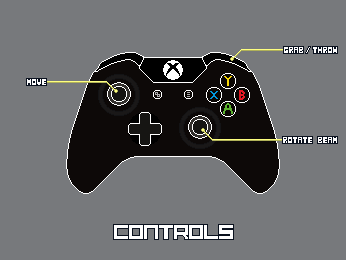 GRAB / THROW
MOVE
Y
X
B
A
ROTATE BEAM
CONTROLS